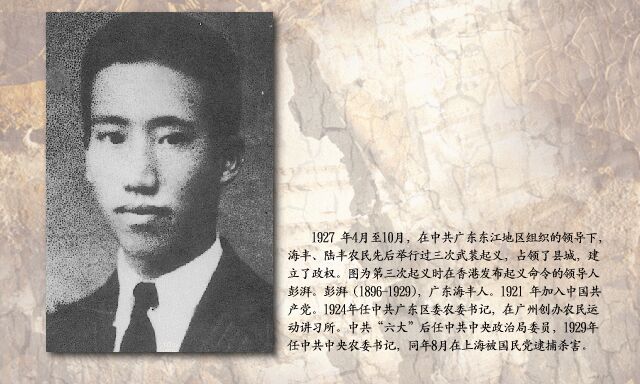 1927 年4月至10月，在中共广东东江地区组织的领导下，
海丰、陆丰农民先后举行过三次武装起义，占领了县城，建
立了政权。图为第三次起义时在香港发布起义命令的领导人
彭湃。彭湃（1896-1929），广东海丰人。1921 年加入中国共
产党。1924年任中共广东区委农委书记，在广州创办农民运
动讲习所。中共“六大”后任中共中央政治局委员，1929年
任中共中央农委书记，同年8月在上海被国民党逮捕杀害。